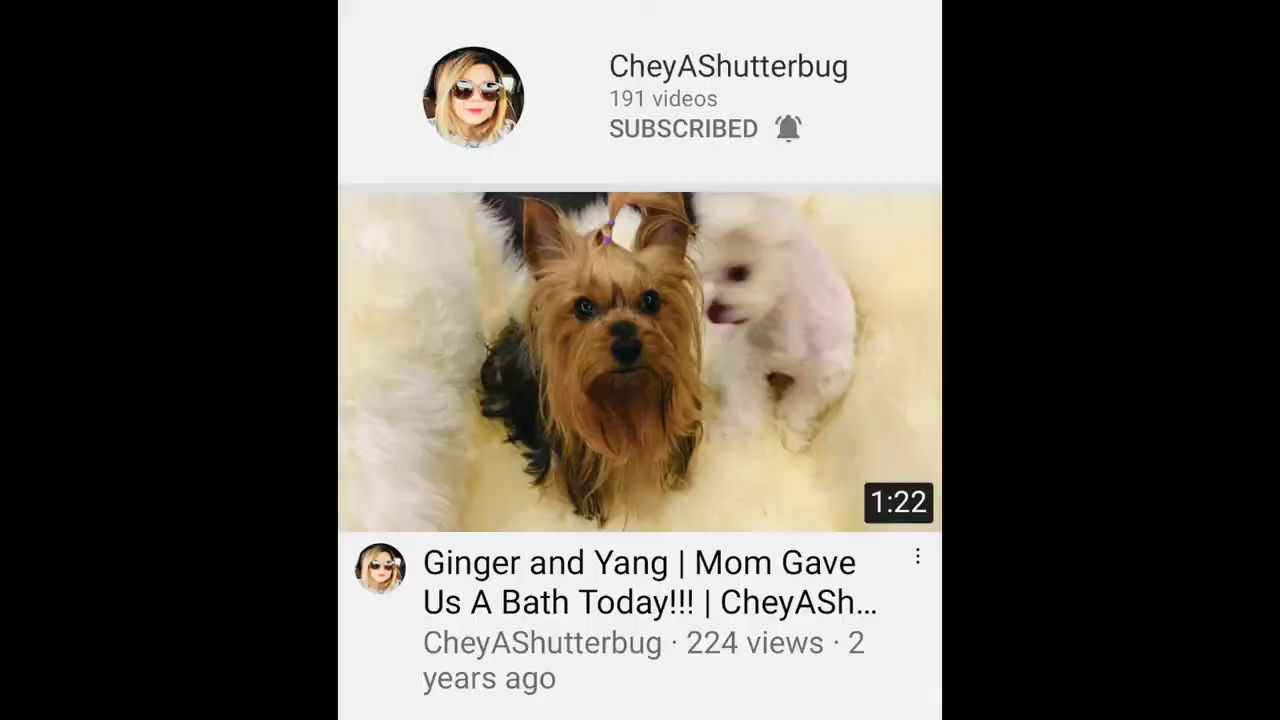 CheyAShutterbug
191 videos
SUBSCRIBED
1:22
Ginger and Yang | Mom Gave
Us A Bath Today!!! | CheyASh...
CheyAShutterbug · 224 views · 2
years ago